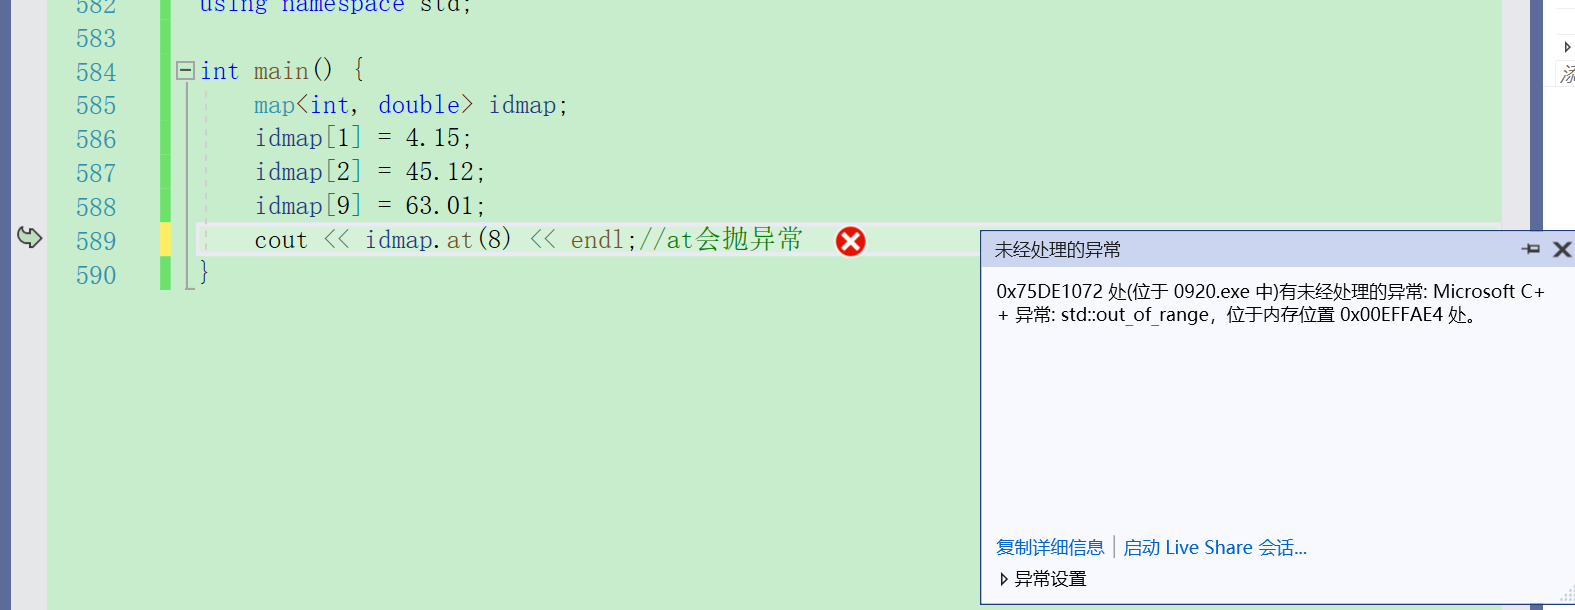 582 using namespace std;
583
584 int main() {
585 map<int, double> idmap;
586 idmap[1] = 4.15;
587 idmap[2] = 45.12;
588 idmap[9] = 63.01;
589 cout << idmap.at(8) << endl;//at会抛异常
590 }
未经处理的异常
0x75DE1072 处(位于 0920.exe 中)有未经处理的异常: Microsoft C+
+ 异常: std::out_of_range，位于内存位置 0x00EFFAE4 处。
复制详细信息 | 启动 Live Share 会话...
异常设置